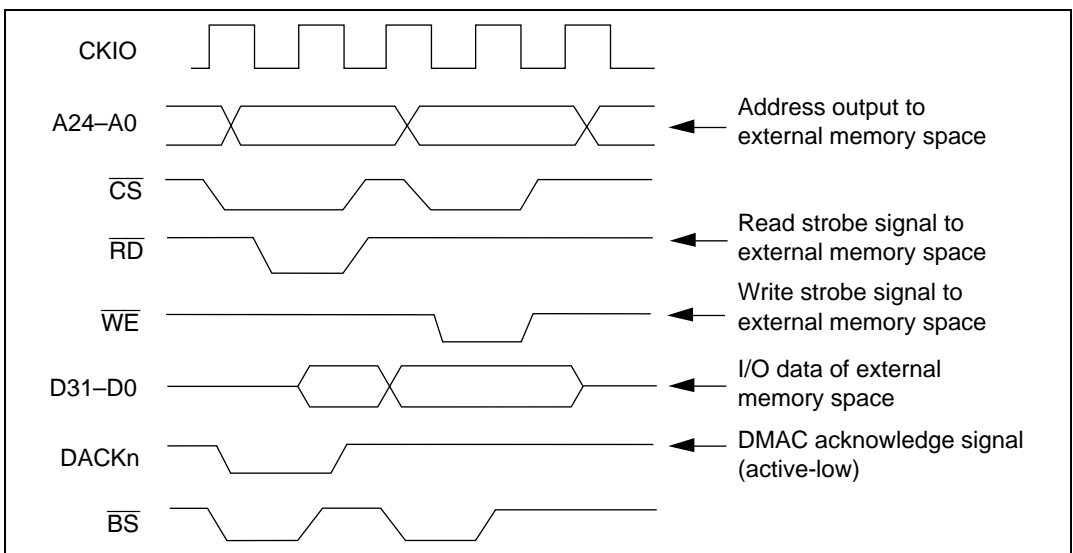 CKIO
A24–A0
Address output to
external memory space
CS
RD
Read strobe signal to
external memory space
WE
Write strobe signal to
external memory space
D31–D0
I/O data of external
memory space
DACKn
DMAC acknowledge signal
(active-low)
BS